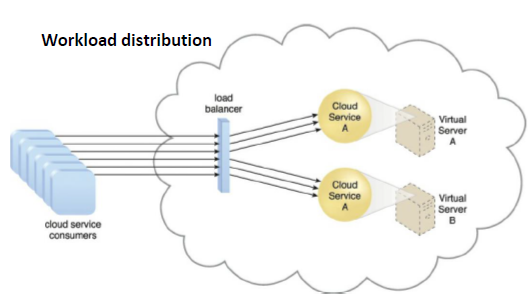 Workload distribution
load
balancer
Cloud
Service
A
Virtual
Server
A
Cloud
Service
A
Virtual
Server
B
cloud service
consumers